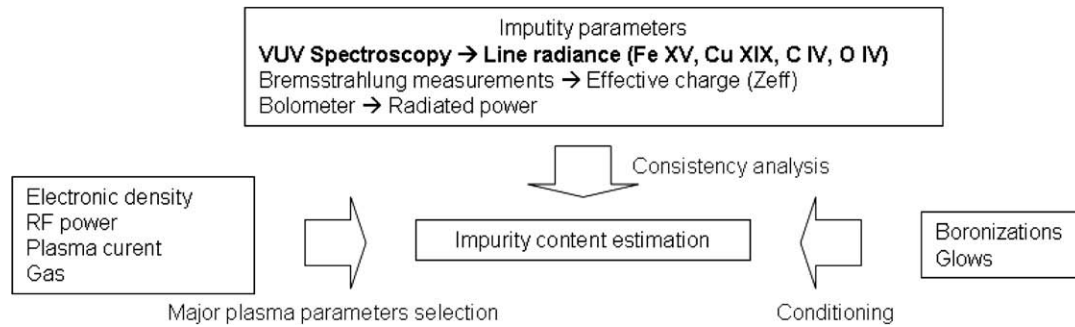 Imputity parameters
VUV Spectroscopy → Line radiance (Fe XV, Cu XIX, C IV, O IV)
Bremsstrahlung measurements → Effective charge (Zeff)
Bolometer → Radiated power
Consistency analysis
Electronic density
RF power
Plasma curent
Gas
Impurity content estimation
Boronizations
Glows
Major plasma parameters selection
Conditioning